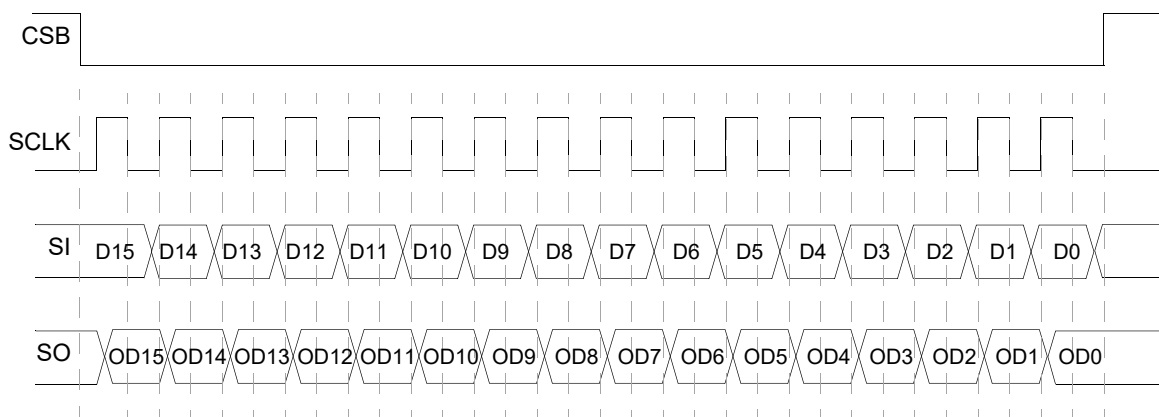 CSB
SCLK
SI D15 D14 D13 D12 D11 D10 D9 D8 D7 D6 D5 D4 D3 D2 D1 D0
SO OD15 OD14 OD13 OD12 OD11 OD10 OD9 OD8 OD7 OD6 OD5 OD4 OD3 OD2 OD1 OD0